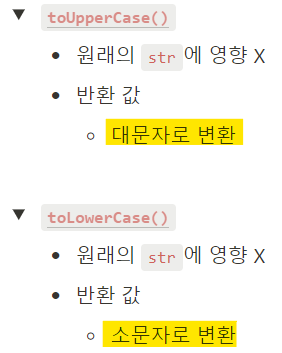 toUpperCase()
원래의 str에 영향 X
반환 값
대문자로 변환
toLowerCase()
원래의 str에 영향 X
반환 값
소문자로 변환